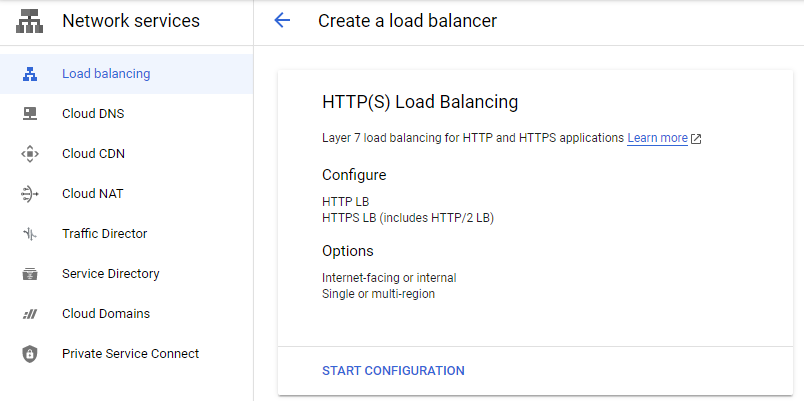 Network services
Load balancing
Cloud DNS
Cloud CDN
Cloud NAT
Traffic Director
Service Directory
Cloud Domains
Private Service Connect
Create a load balancer
HTTP(S) Load Balancing
Layer 7 load balancing for HTTP and HTTPS applications Learn more
Configure
HTTP LB
HTTPS LB (includes HTTP/2 LB)
Options
Internet-facing or internal
Single or multi-region
START CONFIGURATION